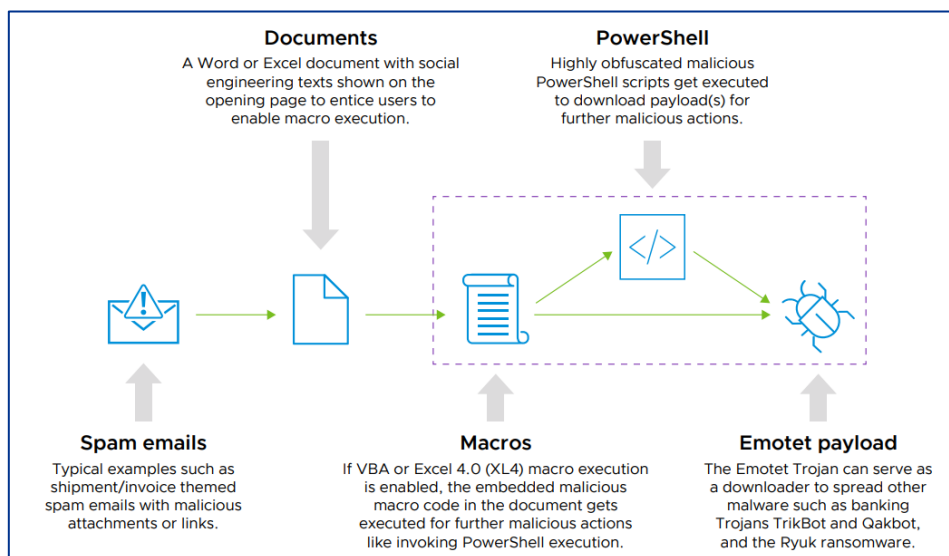 Documents
A Word or Excel document with social
engineering texts shown on the
opening page to entice users to
enable macro execution.
PowerShell
Highly obfuscated malicious
PowerShell scripts get executed
to download payload(s) for
further malicious actions.
</>
Spam emails
Typical examples such as
shipment/invoice themed
spam emails with malicious
attachments or links.
Macros
If VBA or Excel 4.0 (XL4) macro execution
is enabled, the embedded malicious
macro code in the document gets
executed for further malicious actions
like invoking PowerShell execution.
Emotet payload
The Emotet Trojan can serve as
a downloader to spread other
malware such as banking
Trojans TrikBot and Qakbot,
and the Ryuk ransomware.